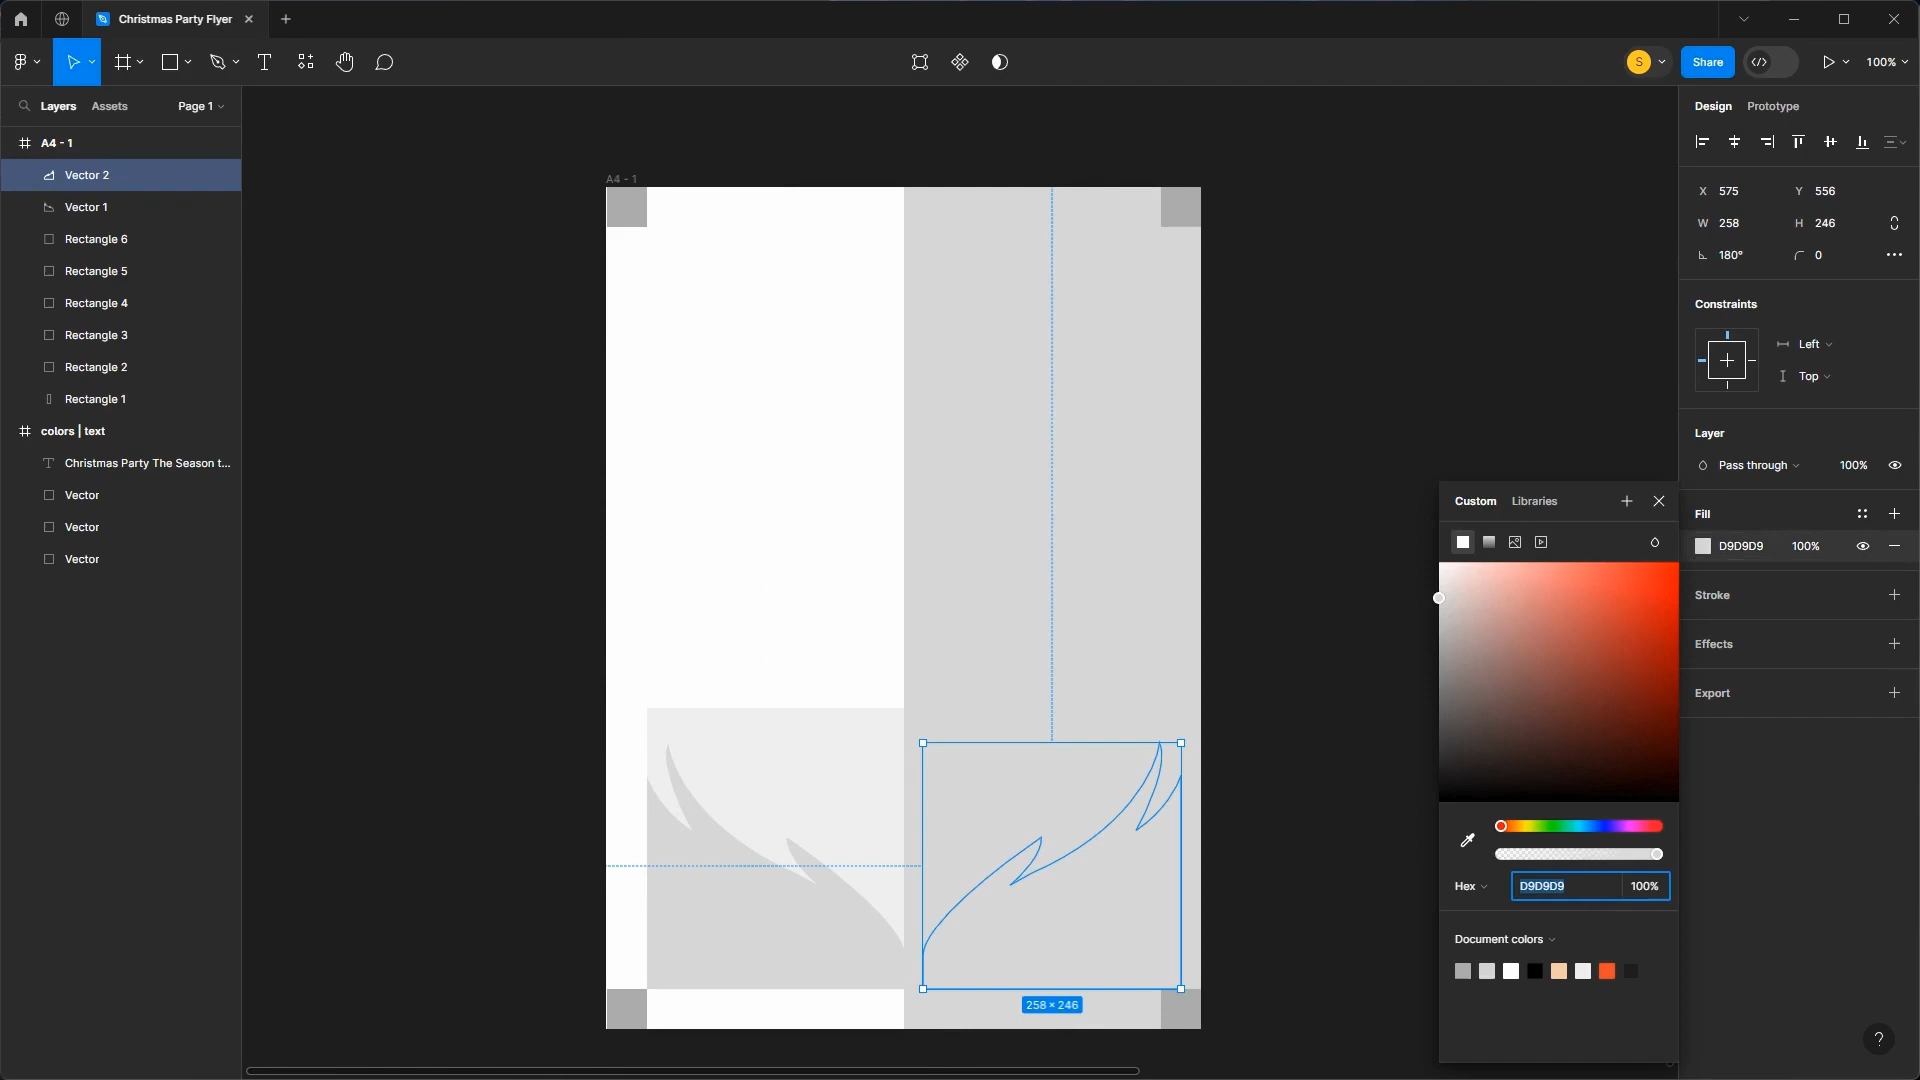 Christmas Party Flyer
S
Share
100%
Layers
Assets
Page 1
Design
Prototype
A4 - 1
Vector 2
Vector 1
Rectangle 6
Rectangle 5
Rectangle 4
Rectangle 3
Rectangle 2
Rectangle 1
colors | text
Christmas Party The Season t...
Vector
Vector
Vector
A4 - 1
258 × 246
X 575
Y 556
W 258
H 246
180°
0
Constraints
Left
Top
Layer
Pass through
100%
Fill
D9D9D9
100%
Stroke
Effects
Export
Custom
Libraries
Hex
D9D9D9
100%
Document colors
?